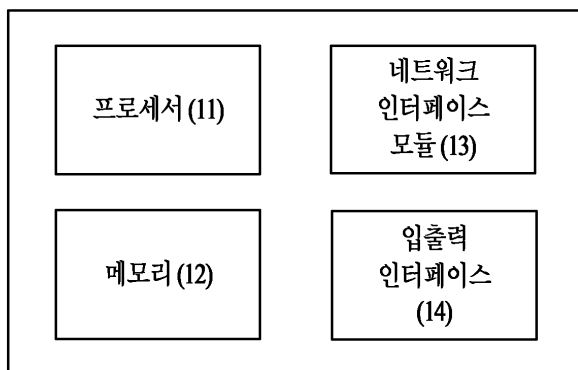 프로세서 (11)
네트워크
인터페이스
모듈 (13)
메모리 (12)
입출력
인터페이스
(14)